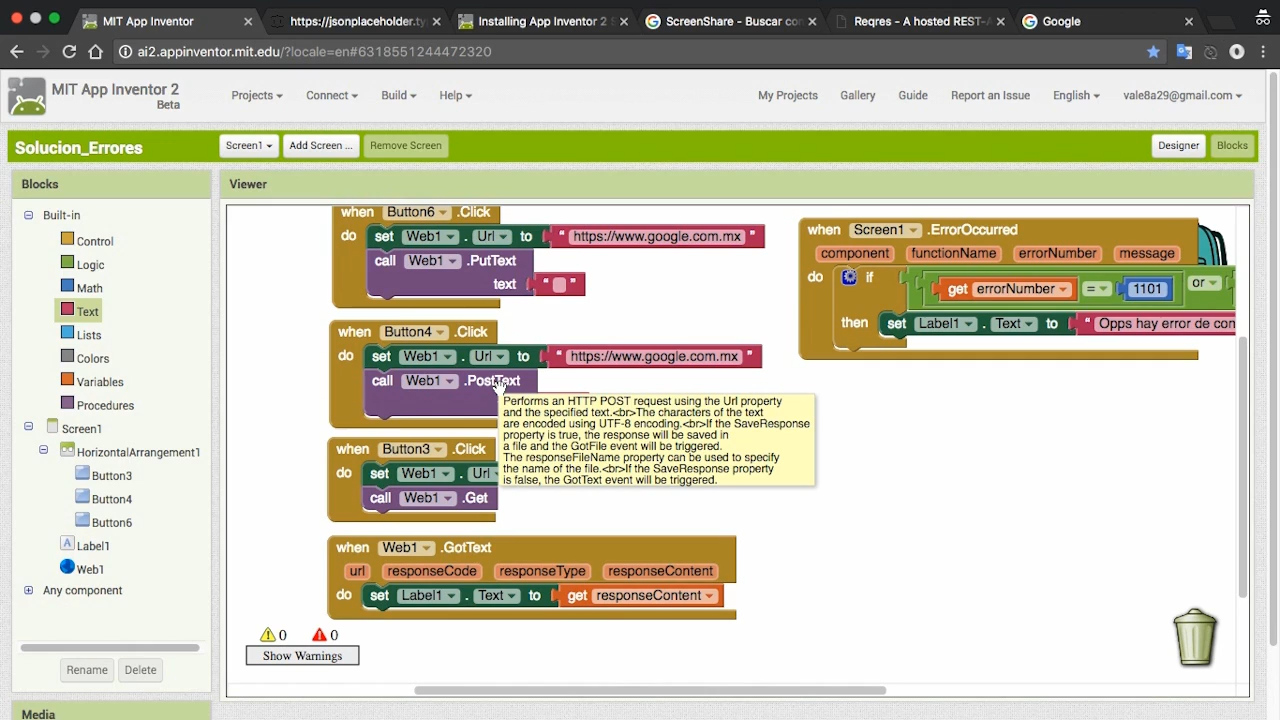 MIT App Inventor
https://jsonplaceholder.ty
Installing App Inventor 2 S
ScreenShare - Buscar con
Reqres - A hosted REST-A
Google
ai2.appinventor.mit.edu/?locale=en#6318551244472320
MIT App Inventor 2
Beta
Projects
Connect
Build
Help
My Projects
Gallery
Guide
Report an Issue
English
vale8a29@gmail.com
Solucion_Errores
Screen1
Add Screen ...
Remove Screen
Designer
Blocks
Blocks
Built-in
Control
Logic
Math
Text
Lists
Colors
Variables
Procedures
Screen1
HorizontalArrangement1
Button3
Button4
Button6
Label1
Web1
Any component
Rename
Delete
Media
Viewer
when Button6 .Click
do set Web1 . Url to " https://www.google.com.mx "
call Web1 .PutText
text " "
when Button4 .Click
do set Web1 . Url to " https://www.google.com.mx "
call Web1 .PostText
Performs an HTTP POST request using the Url property
and the specified text.<br>The characters of the text
are encoded using UTF-8 encoding.<br>If the SaveResponse
property is true, the response will be saved in
a file and the GotFile event will be triggered.
The responseFileName property can be used to specify
the name of the file.<br>If the SaveResponse property
is false, the GotText event will be triggered.
when Button3 .Click
do set Web1 . Url
call Web1 .Get
when Web1 .GotText
url responseCode responseType responseContent
do set Label1 . Text to get responseContent
when Screen1 .ErrorOccurred
component functionName errorNumber message
do if get errorNumber = 1101 or
then set Label1 . Text to " Opps hay error de con
0 0
Show Warnings